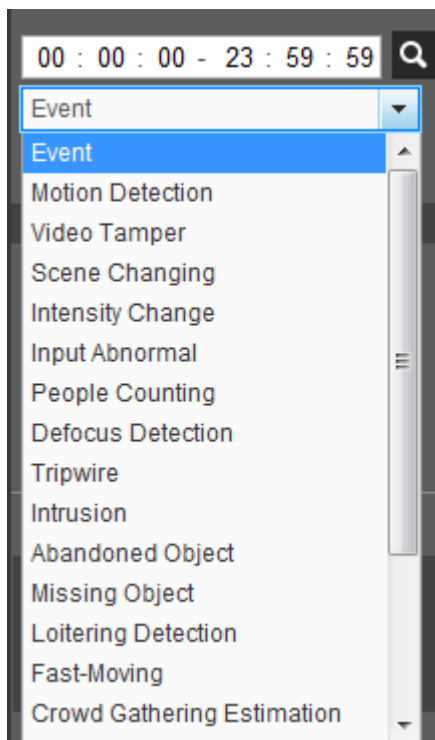 00 : 00 : 00 - 23 : 59 : 59
Event
Event
Motion Detection
Video Tamper
Scene Changing
Intensity Change
Input Abnormal
People Counting
Defocus Detection
Tripwire
Intrusion
Abandoned Object
Missing Object
Loitering Detection
Fast-Moving
Crowd Gathering Estimation